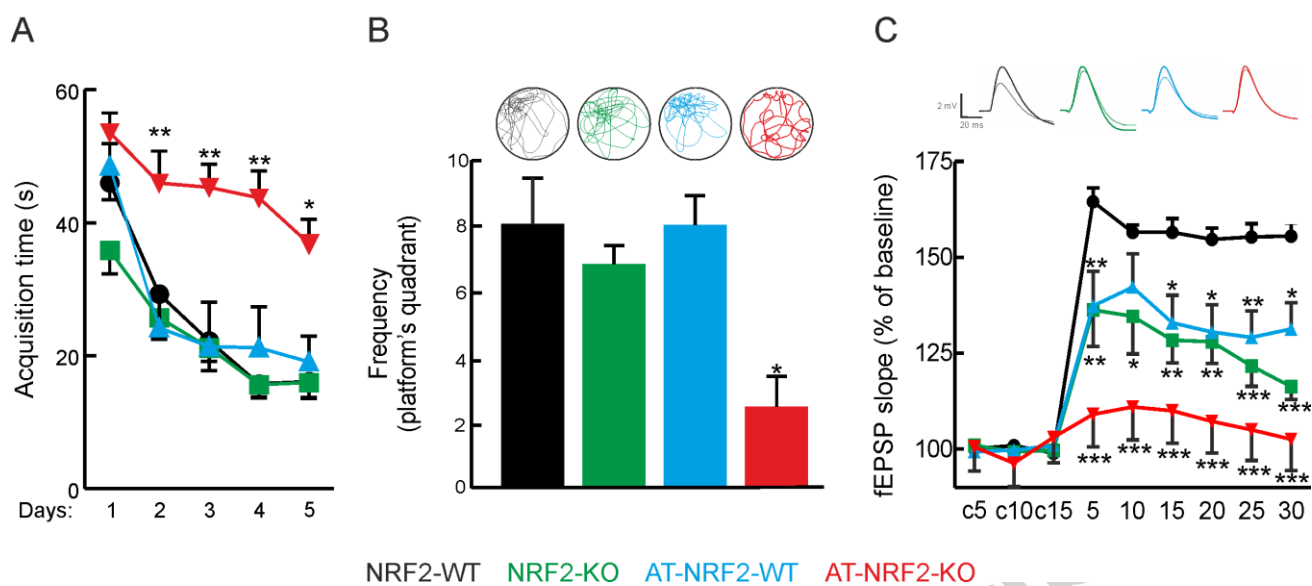 A
B
C
60
40
20
0
Acquisition time (s)
**
**
**
*
Days: 1 2 3 4 5
10
8
6
4
2
0
Frequency
(platform's quadrant)
*
2 mV
20 ms
175
150
125
100
fEPSP slope (% of baseline)
** * * ** *
** * ** ** *** ***
*** *** *** *** *** ***
c5 c10 c15 5 10 15 20 25 30
NRF2-WT NRF2-KO AT-NRF2-WT AT-NRF2-KO